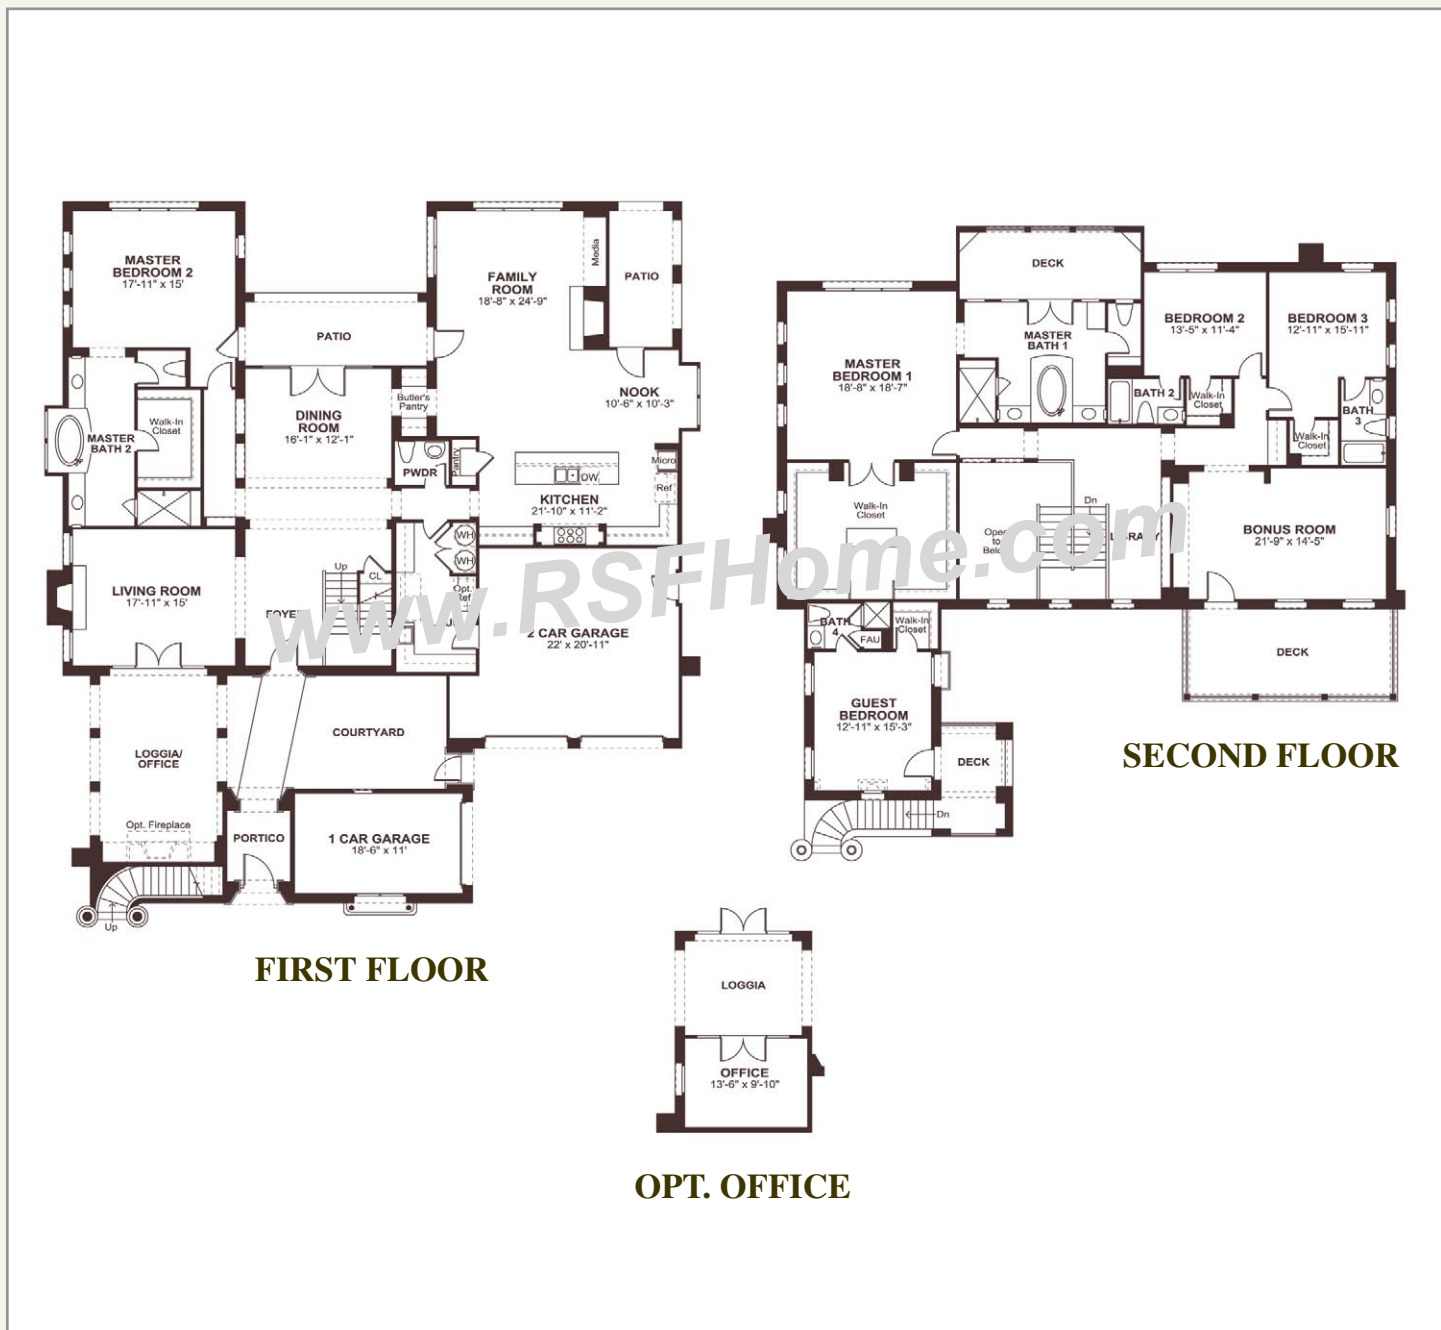 MASTER
BEDROOM 2
17'-11" x 15'
FAMILY
ROOM
18'-8" x 24'-9"
Media
PATIO
PATIO
NOOK
10'-6" x 10'-3"
Butler's
Pantry
DINING
ROOM
16'-1" x 12'-1"
Walk-In
Closet
MASTER
BATH 2
PWDR
Pantry
Micro
Ref
DW
KITCHEN
21'-10" x 11'-2"
WH
WH
Opt.
Ref
Up
CL
LIVING ROOM
17'-11" x 15'
FOYER
2 CAR GARAGE
22' x 20'-11"
COURTYARD
LOGGIA/
OFFICE
Opt. Fireplace
PORTICO
1 CAR GARAGE
18'-6" x 11'
Up
FIRST FLOOR
DECK
MASTER
BATH 1
BEDROOM 2
13'-5" x 11'-4"
BEDROOM 3
12'-11" x 15'-11"
MASTER
BEDROOM 1
18'-8" x 18'-7"
BATH 2
Walk-In
Closet
BATH
3
Walk-In
Closet
Walk-In
Closet
Open
to
Below
Dn
LIBRARY
BONUS ROOM
21'-9" x 14'-5"
BATH
4
FAU
Walk-In
Closet
DECK
GUEST
BEDROOM
12'-11" x 15'-3"
DECK
Dn
SECOND FLOOR
LOGGIA
OFFICE
13'-6" x 9'-10"
OPT. OFFICE
www.RSFHome.com